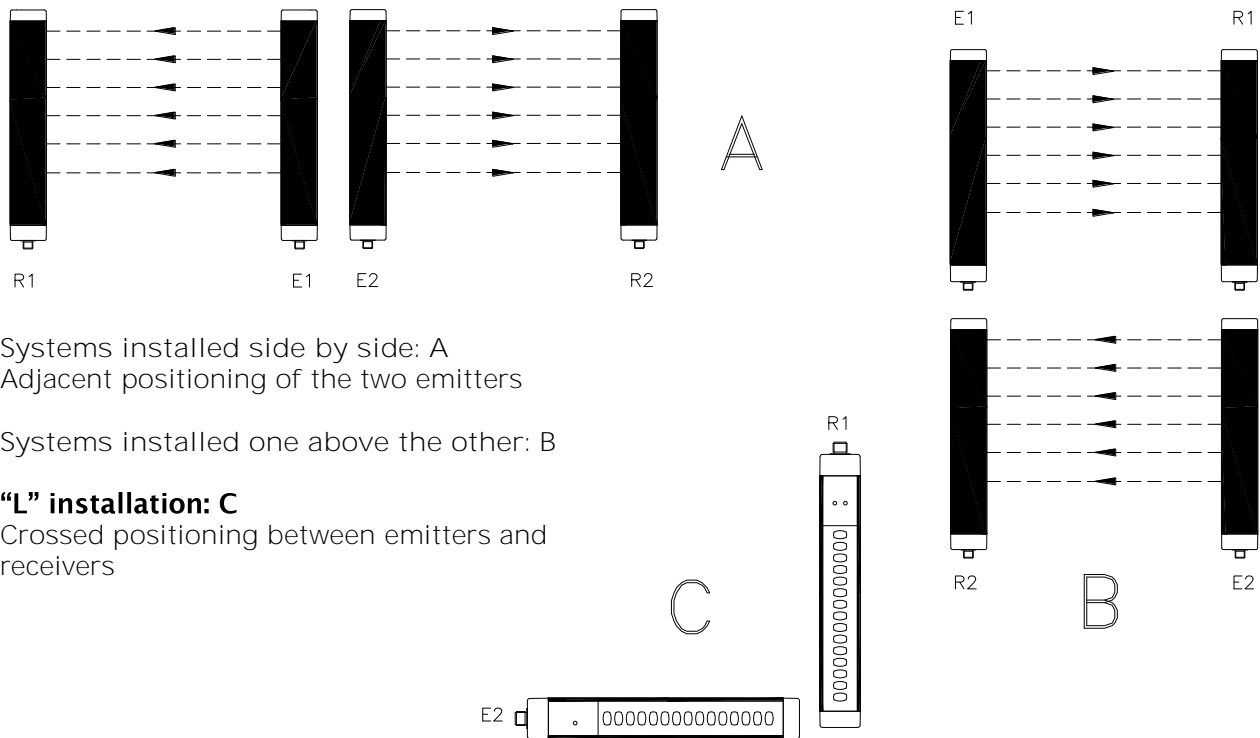 E1 R1
R1 E1 E2 R2
A
Systems installed side by side: A
Adjacent positioning of the two emitters
Systems installed one above the other: B
"L" installation: C
Crossed positioning between emitters and
receivers
R1
R2 E2
B
C
E2